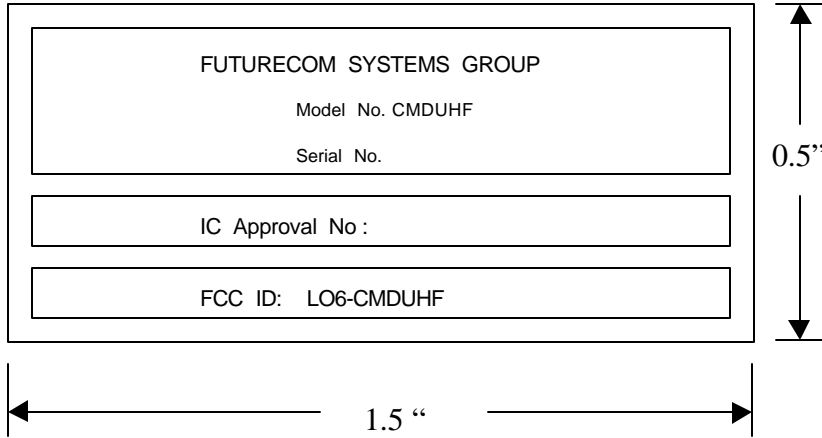 FUTURECOM SYSTEMS GROUP
Model No. CMDUHF
Serial No.
0.5”
IC Approval No :
FCC ID: LO6-CMDUHF
1.5 “